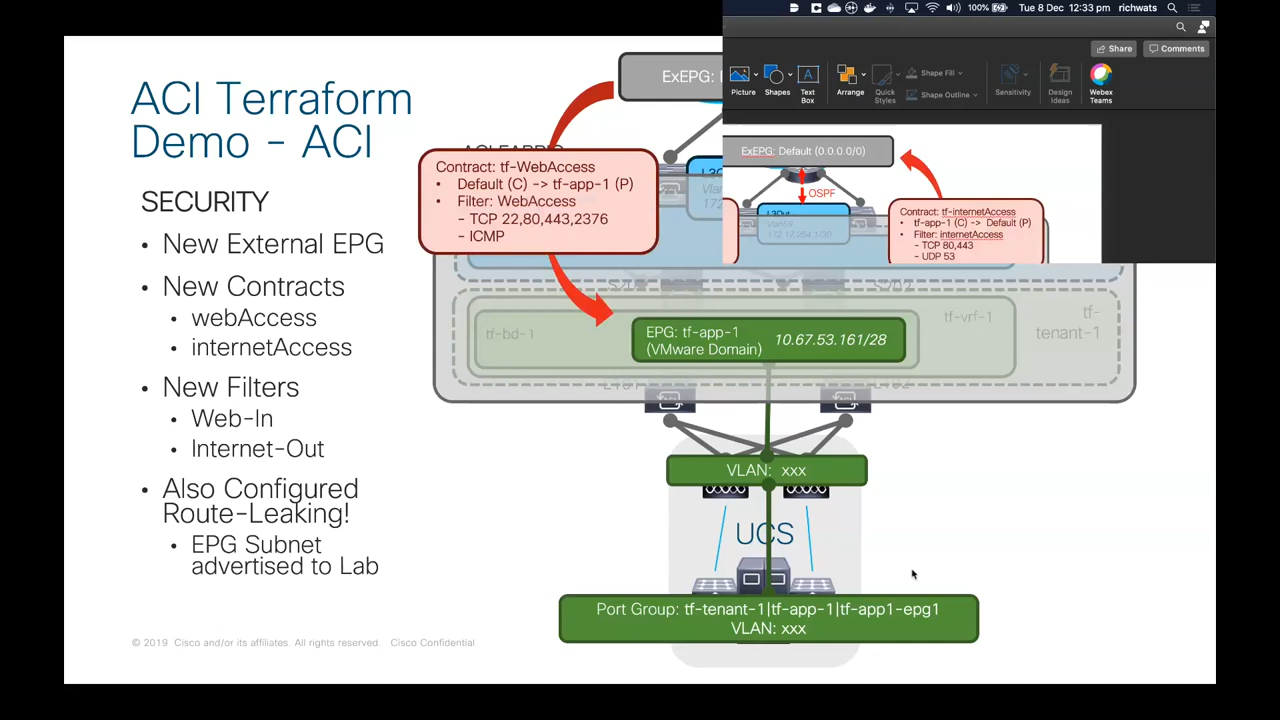 100%
Tue 8 Dec 12:33 pm richwats
Share
Comments
Picture
Shapes
Text
Box
Arrange
Quick
Styles
Shape Fill
Shape Outline
Sensitivity
Design
Ideas
Webex
Teams
ACI Terraform
Demo - ACI
SECURITY
• New External EPG
• New Contracts
• webAccess
• internetAccess
• New Filters
• Web-In
• Internet-Out
• Also Configured
Route-Leaking!
• EPG Subnet
advertised to Lab
© 2019 Cisco and/or its affiliates. All rights reserved. Cisco Confidential
ExEPG:
Contract: tf-WebAccess
• Default (C) -> tf-app-1 (P)
• Filter: WebAccess
- TCP 22,80,443,2376
- ICMP
ExEPG: Default (0.0.0.0/0)
OSPF
L3Out
172.17.254.1/30
Contract: tf-internetAccess
• tf-app-1 (C) -> Default (P)
• Filter: internetAccess
- TCP 80,443
- UDP 53
tf-bd-1
EPG: tf-app-1
(VMware Domain)
10.67.53.161/28
tf-vrf-1
tf-
tenant-1
VLAN: xxx
UCS
Port Group: tf-tenant-1|tf-app-1|tf-app1-epg1
VLAN: xxx